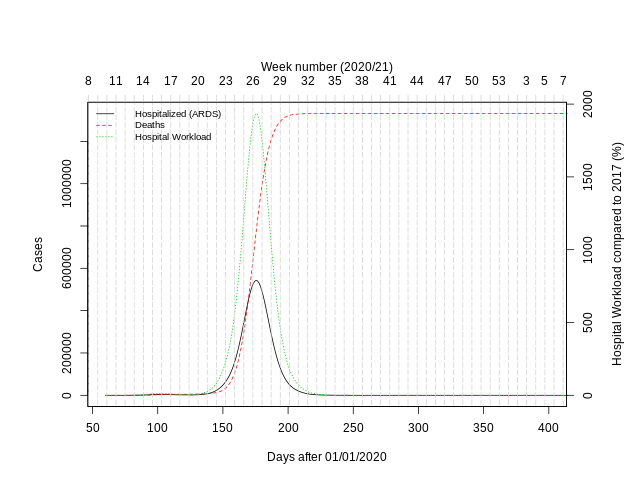 Week number (2020/21)
8 11 14 17 20 23 26 29 32 35 38 41 44 47 50 53 3 5 7
Hospitalized (ARDS)
Deaths
Hospital Workload
Cases
0 200000 600000 1000000
Hospital Workload compared to 2017 (%)
0 500 1000 1500 2000
50 100 150 200 250 300 350 400
Days after 01/01/2020